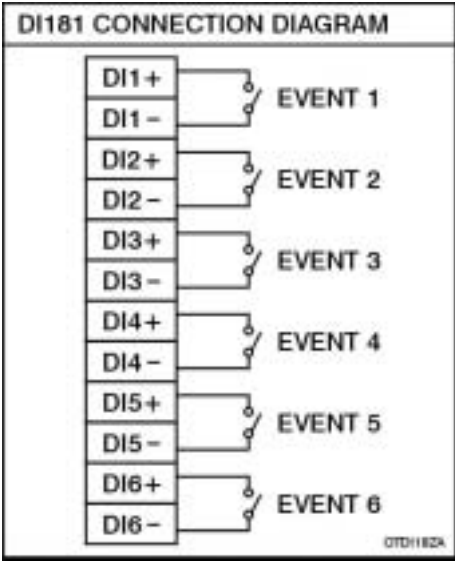 DI181 CONNECTION DIAGRAM
DI1+
EVENT 1
DI1-
DI2+
EVENT 2
DI2-
DI3+
EVENT 3
DI3-
DI4+
EVENT 4
DI4-
DI5+
EVENT 5
DI5-
DI6+
EVENT 6
DI6-